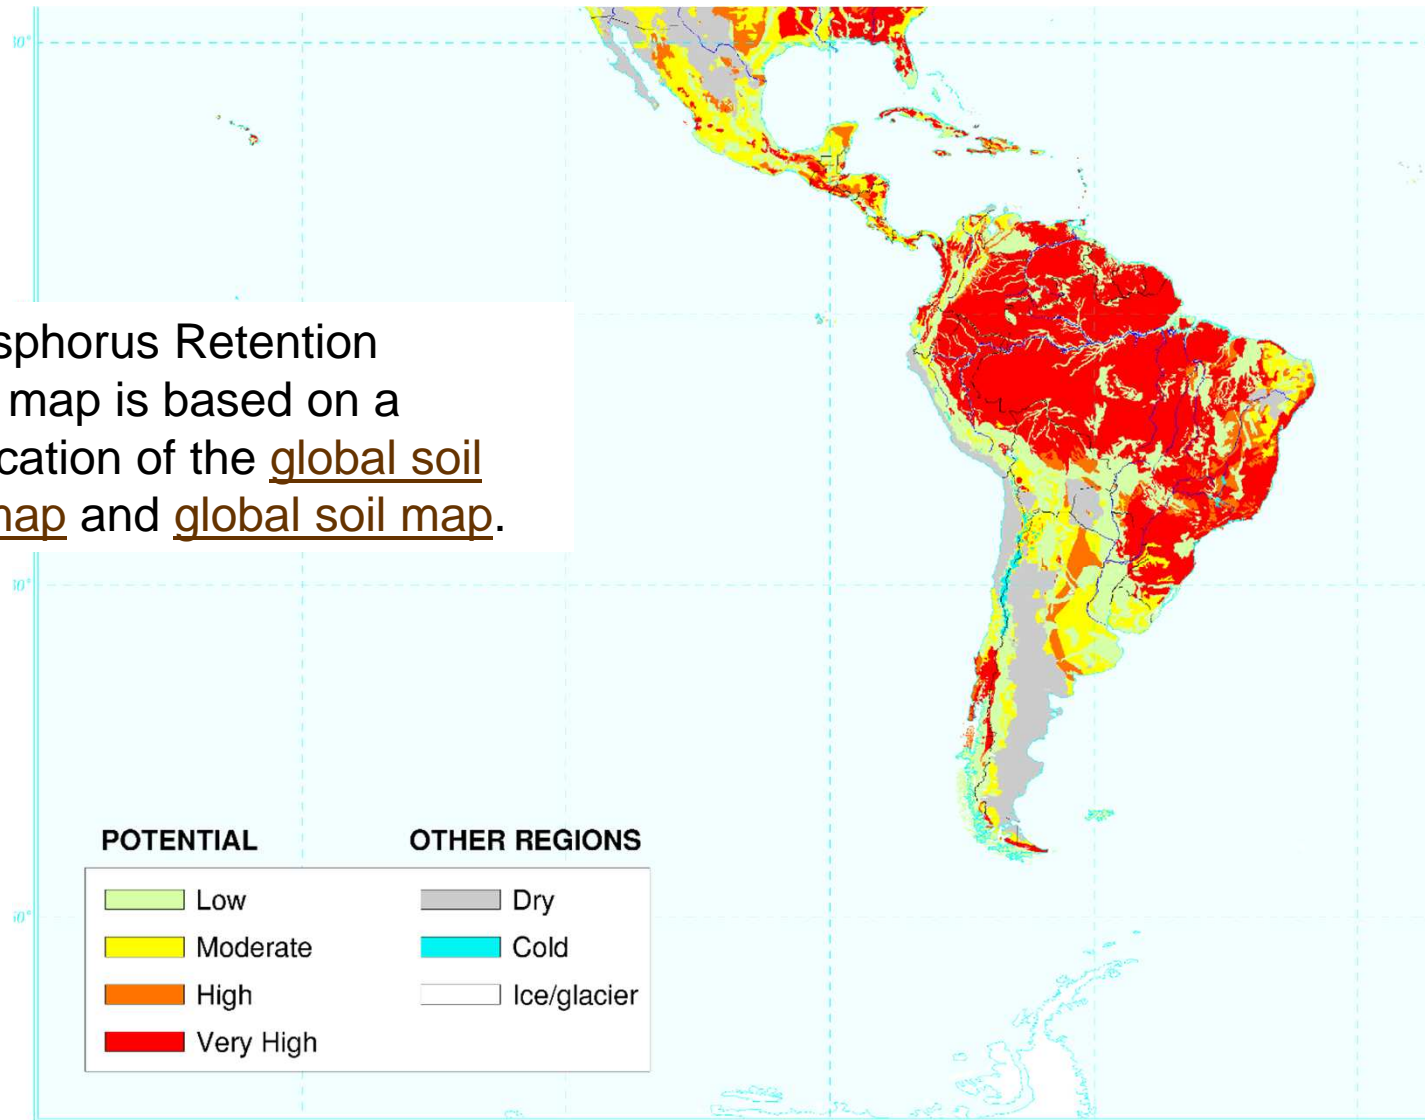 sphorus Retention
map is based on a
cation of the global soil
map and global soil map.
POTENTIAL
OTHER REGIONS
Low
Moderate
High
Very High
Dry
Cold
Ice/glacier